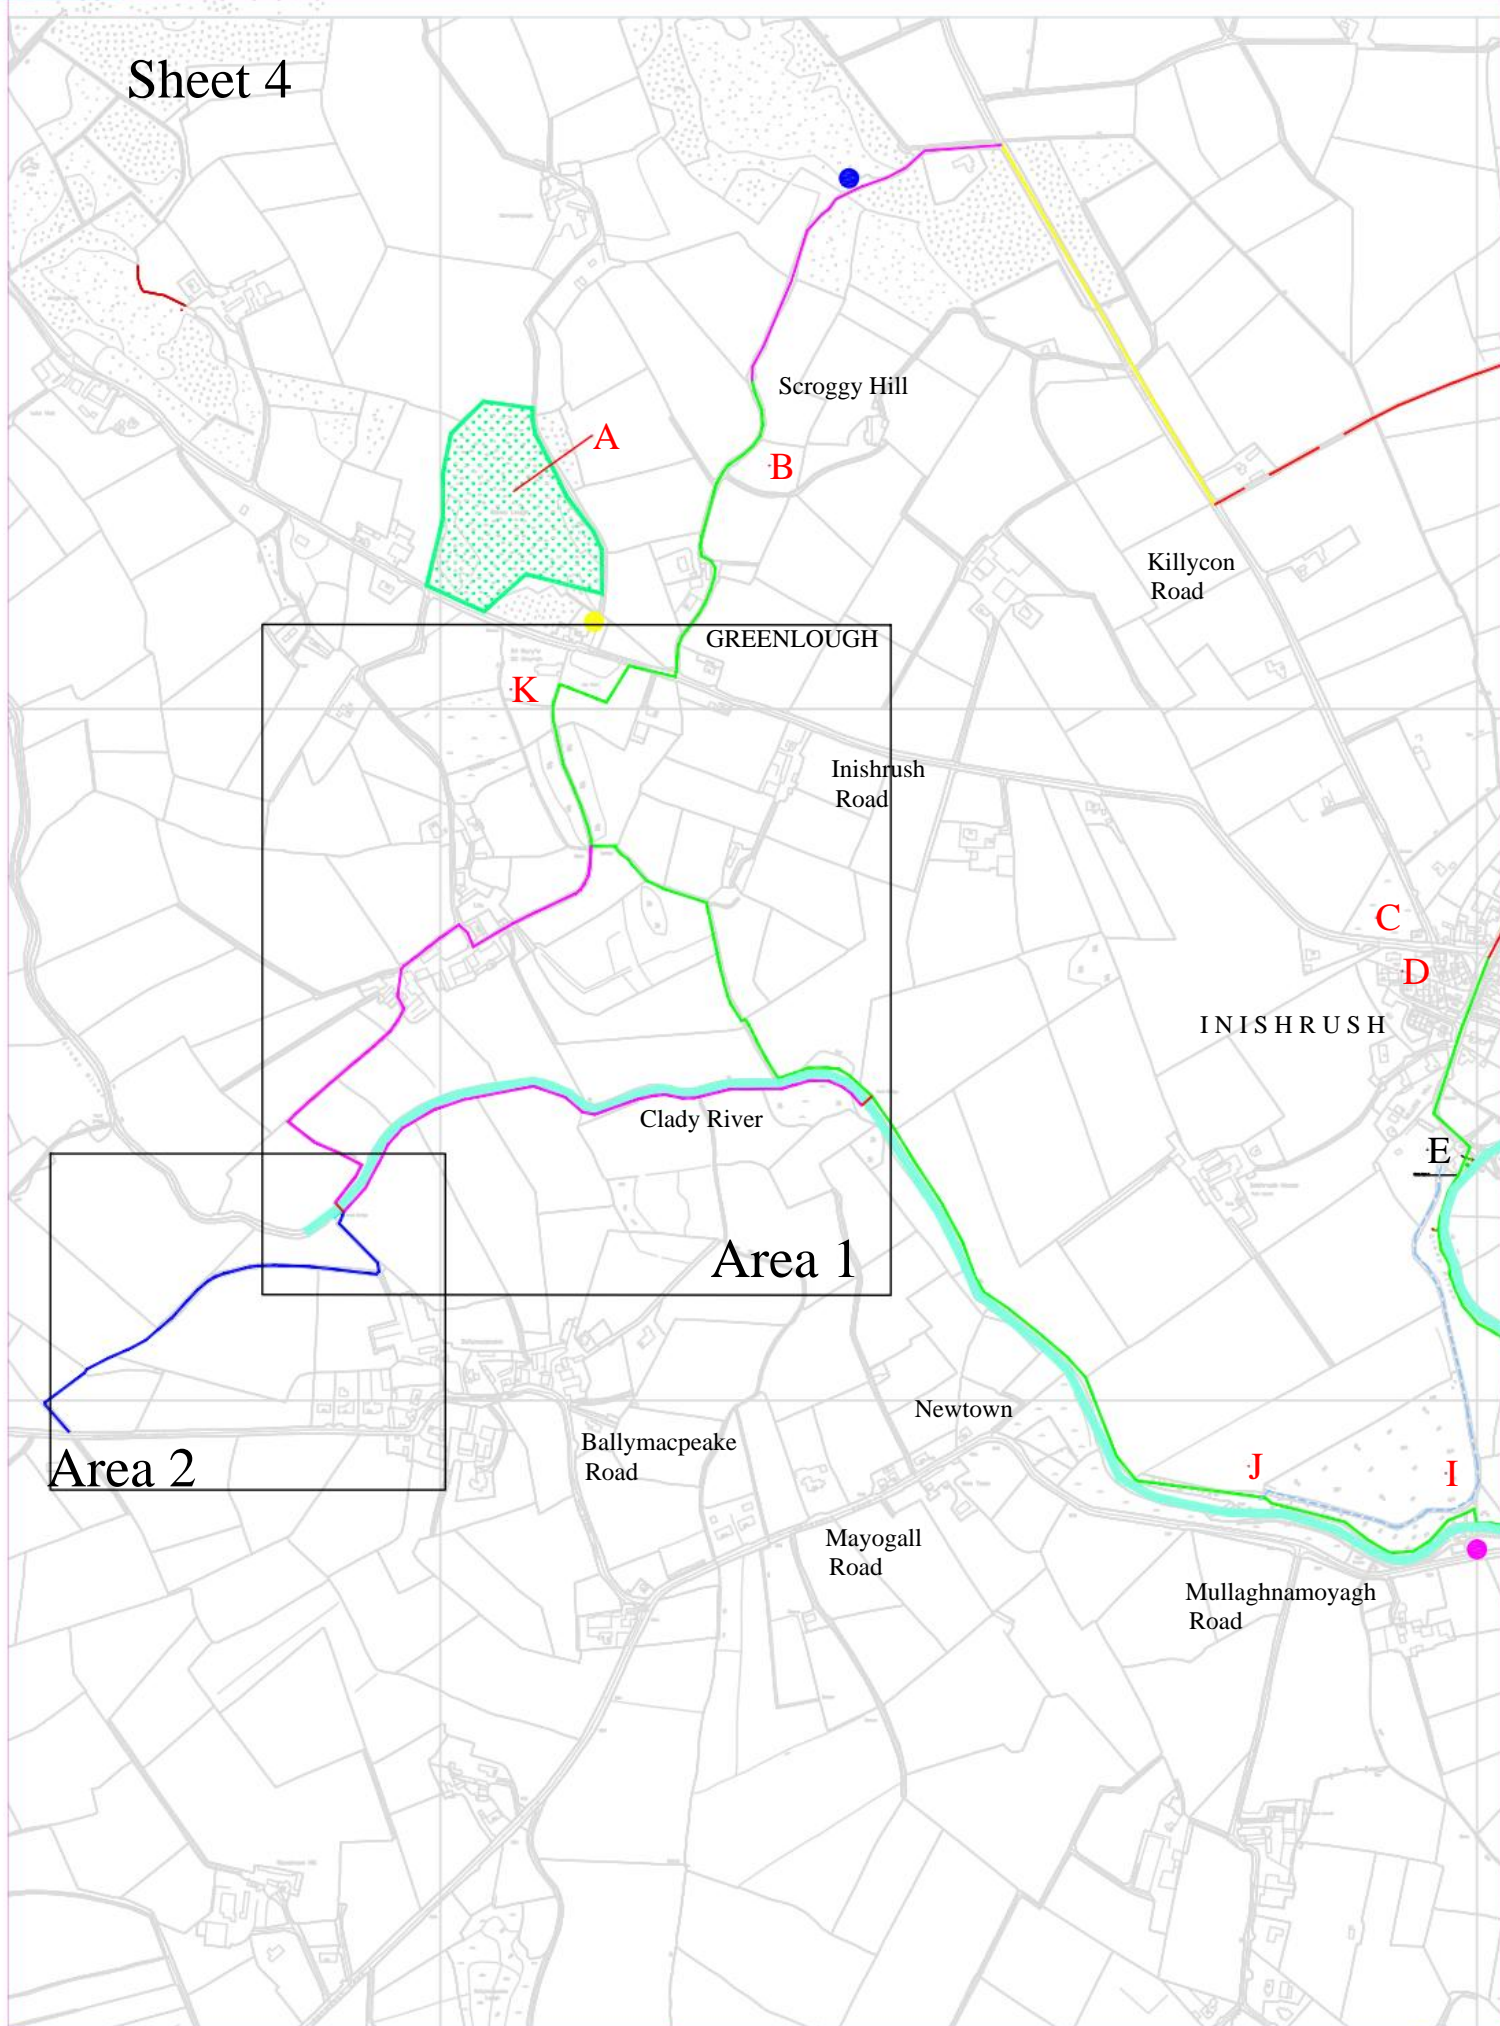 Sheet 4
Scroggy Hill
A
B
Killycon
Road
GREENLOUGH
K
Inishrush
Road
C
D
I N I S H R U S H
Clady River
E
Area 1
Newtown
Ballymacpeake
Road
Area 2
J
I
Mayogall
Road
Mullaghnamoyagh
Road